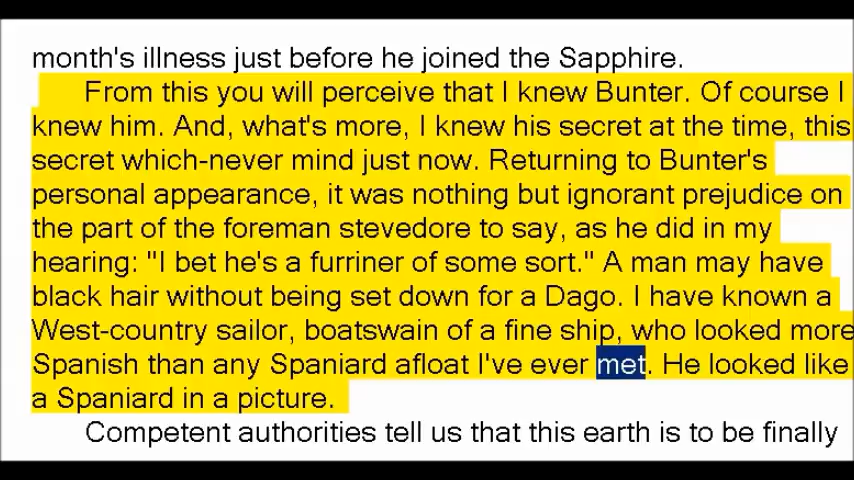 month's illness just before he joined the Sapphire.
From this you will perceive that I knew Bunter. Of course I
knew him. And, what's more, I knew his secret at the time, this
secret which-never mind just now. Returning to Bunter's
personal appearance, it was nothing but ignorant prejudice on
the part of the foreman stevedore to say, as he did in my
hearing: "I bet he's a furriner of some sort." A man may have
black hair without being set down for a Dago. I have known a
West-country sailor, boatswain of a fine ship, who looked more
Spanish than any Spaniard afloat I've ever met. He looked like
a Spaniard in a picture.
Competent authorities tell us that this earth is to be finally